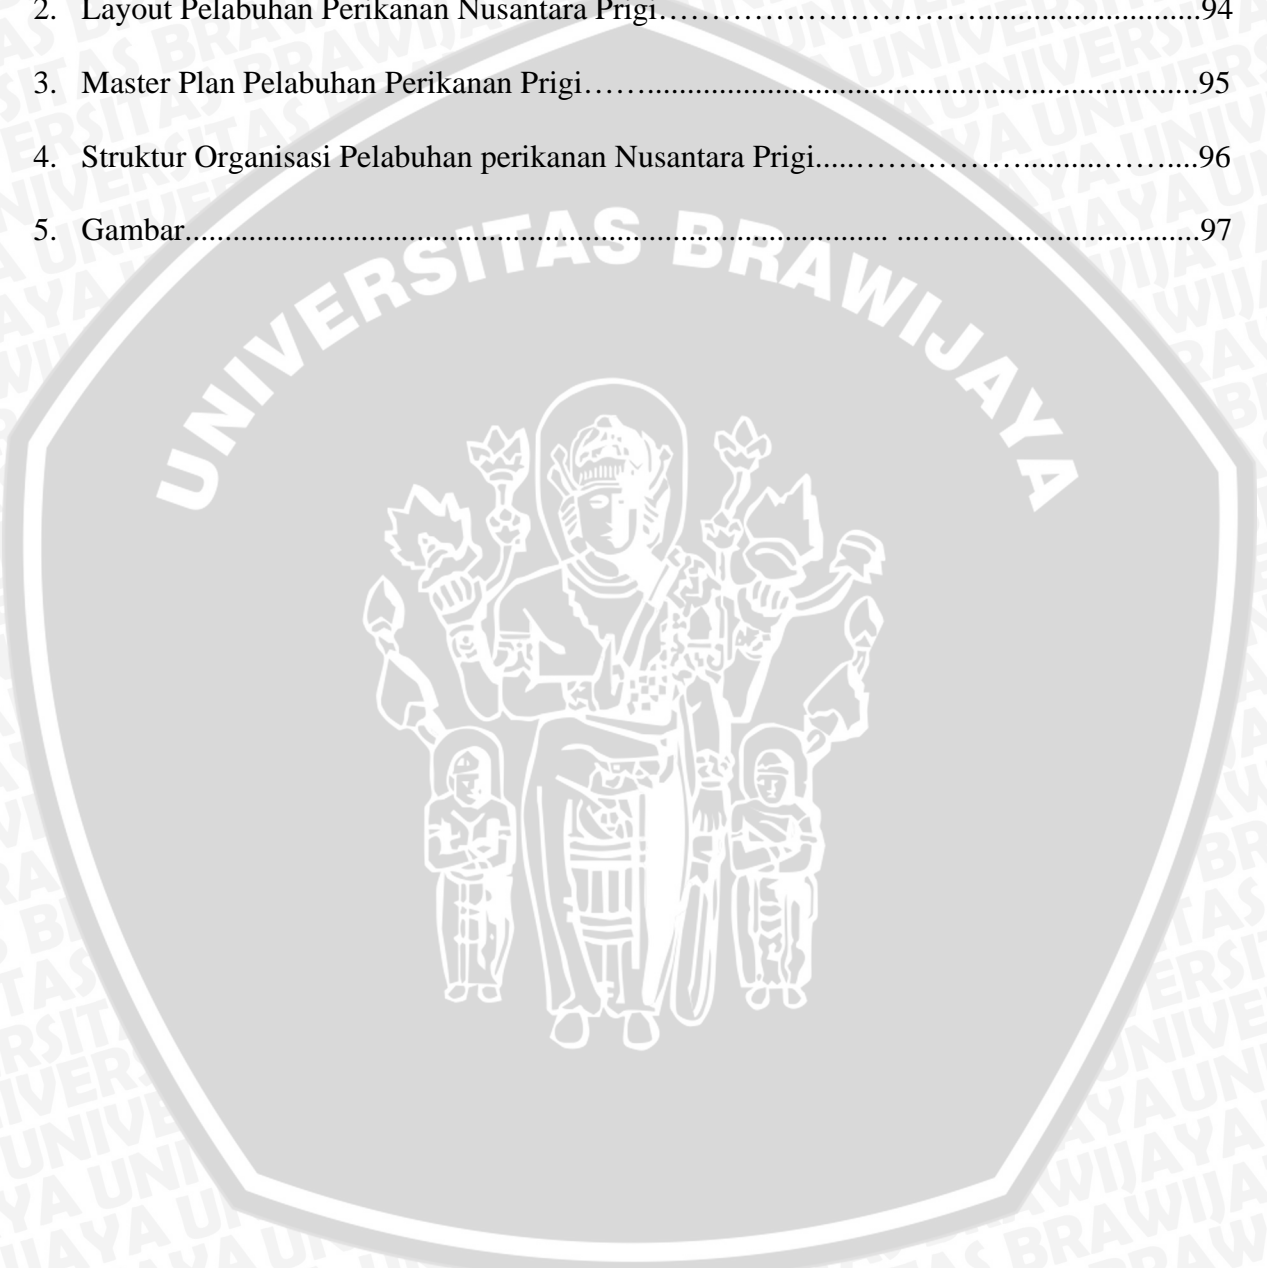 2. Layout Pelabuhan Perikanan Nusantara Prigi……………………….............................94
3. Master Plan Pelabuhan Perikanan Prigi…….....................................................................95
4. Struktur Organisasi Pelabuhan perikanan Nusantara Prigi.....…………………..........……....96
5. Gambar......................................................................................... ...……...........................97
UNIVERSITAS BRAWIJAYA